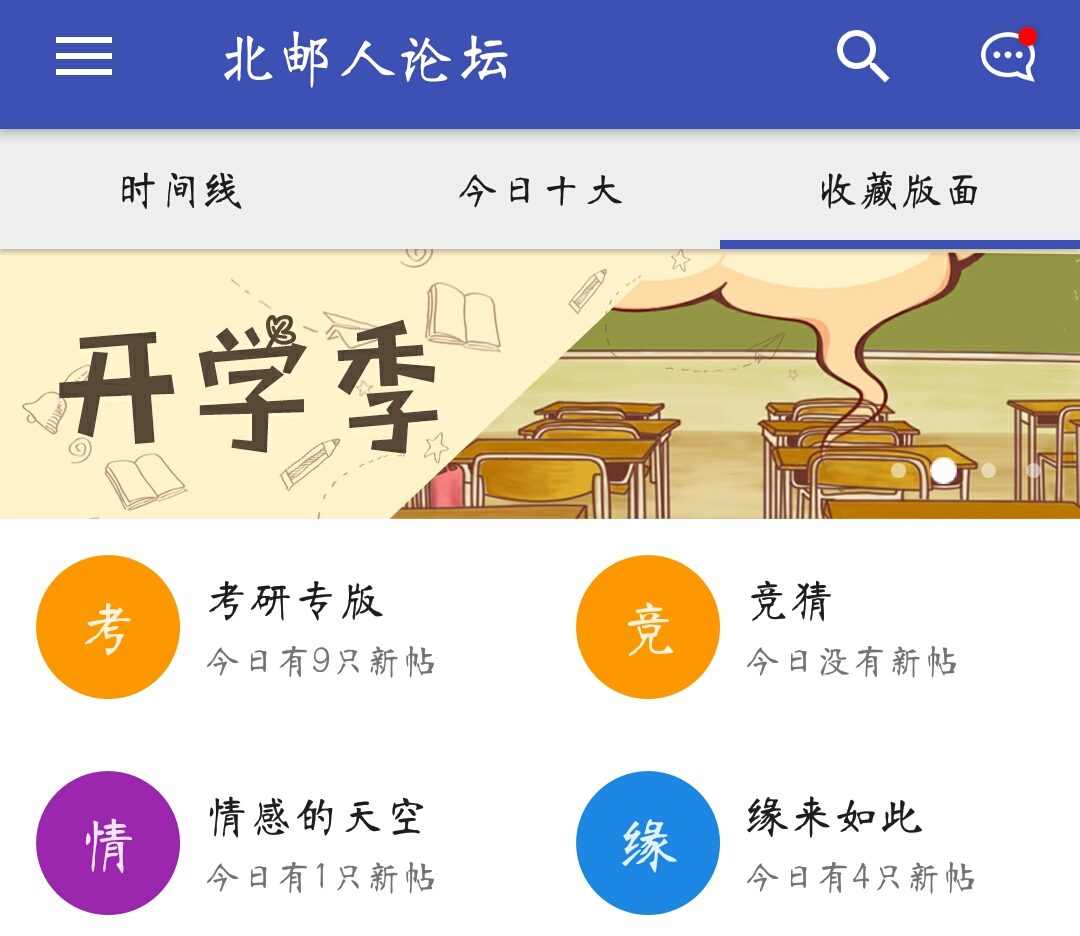 北邮人论坛
时间线 今日十大 收藏版面
开学季
考
考研专版
今日有9只新帖
竞
竞猜
今日没有新帖
情
情感的天空
今日有1只新帖
缘
缘来如此
今日有4只新帖